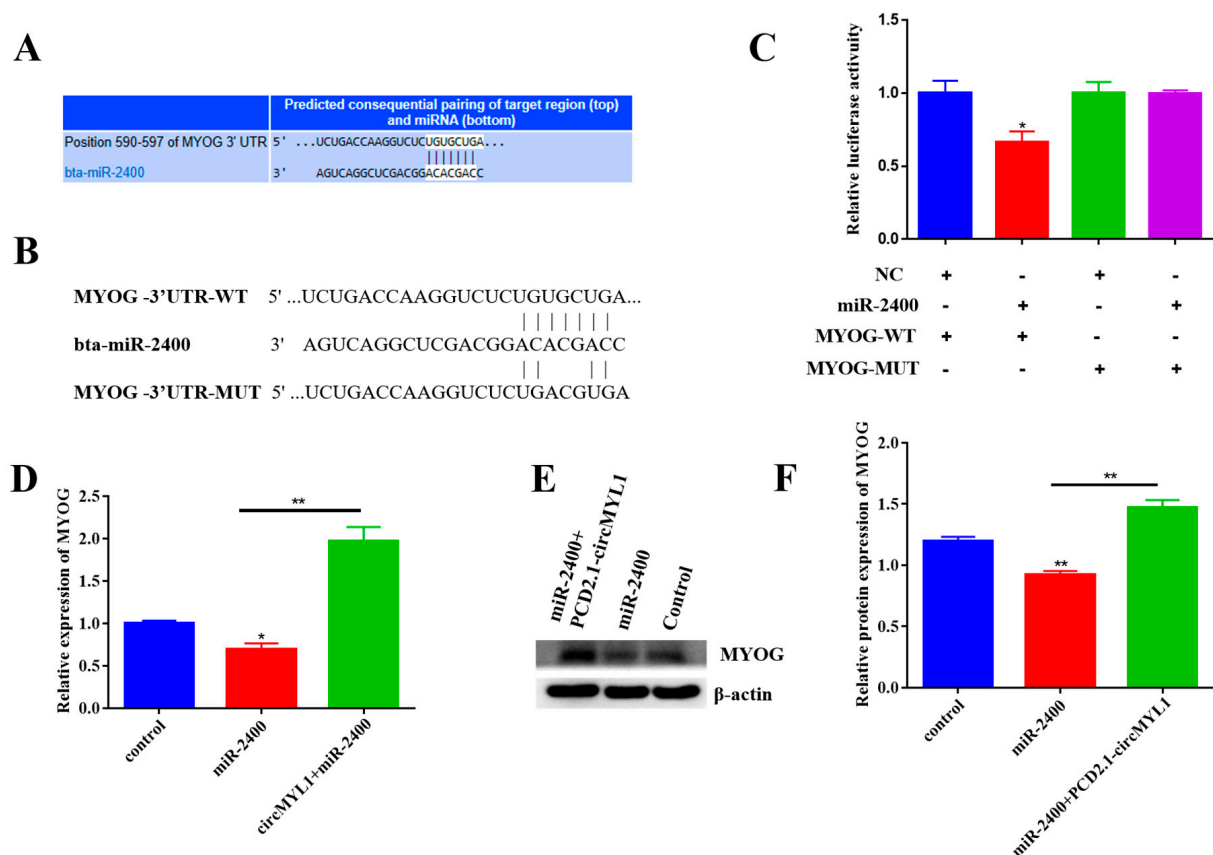 A
Predicted consequential pairing of target region (top)
and miRNA (bottom)
Position 590-597 of MYOG 3' UTR 5' ...UCUGACCAAGGUCUCUGUGCUGA...
bta-miR-2400 3' AGUCAGGCUCGACGGACACGACC
B
MYOG -3'UTR-WT 5' ...UCUGACCAAGGUCUCUGUGCUGA...
bta-miR-2400 3' AGUCAGGCUCGACGGACACGACC
MYOG -3'UTR-MUT 5' ...UCUGACCAAGGUCUCUGACGUGA
C
Relative luciferase activuity
1.5
1.0
0.5
0.0
*
NC + - + -
miR-2400 - + - +
MYOG-WT + + - -
MYOG-MUT - - + +
D
Relative expression of MYOG
2.5
2.0
1.5
1.0
0.5
0.0
**
*
control
miR-2400
circMYL1+miR-2400
E
miR-2400+
PCD2.1-circMYL1
miR-2400
Control
MYOG
β-actin
F
Relative protein expression of MYOG
2.0
1.5
1.0
0.5
0.0
**
**
control
miR-2400
miR-2400+PCD2.1-circMYL1